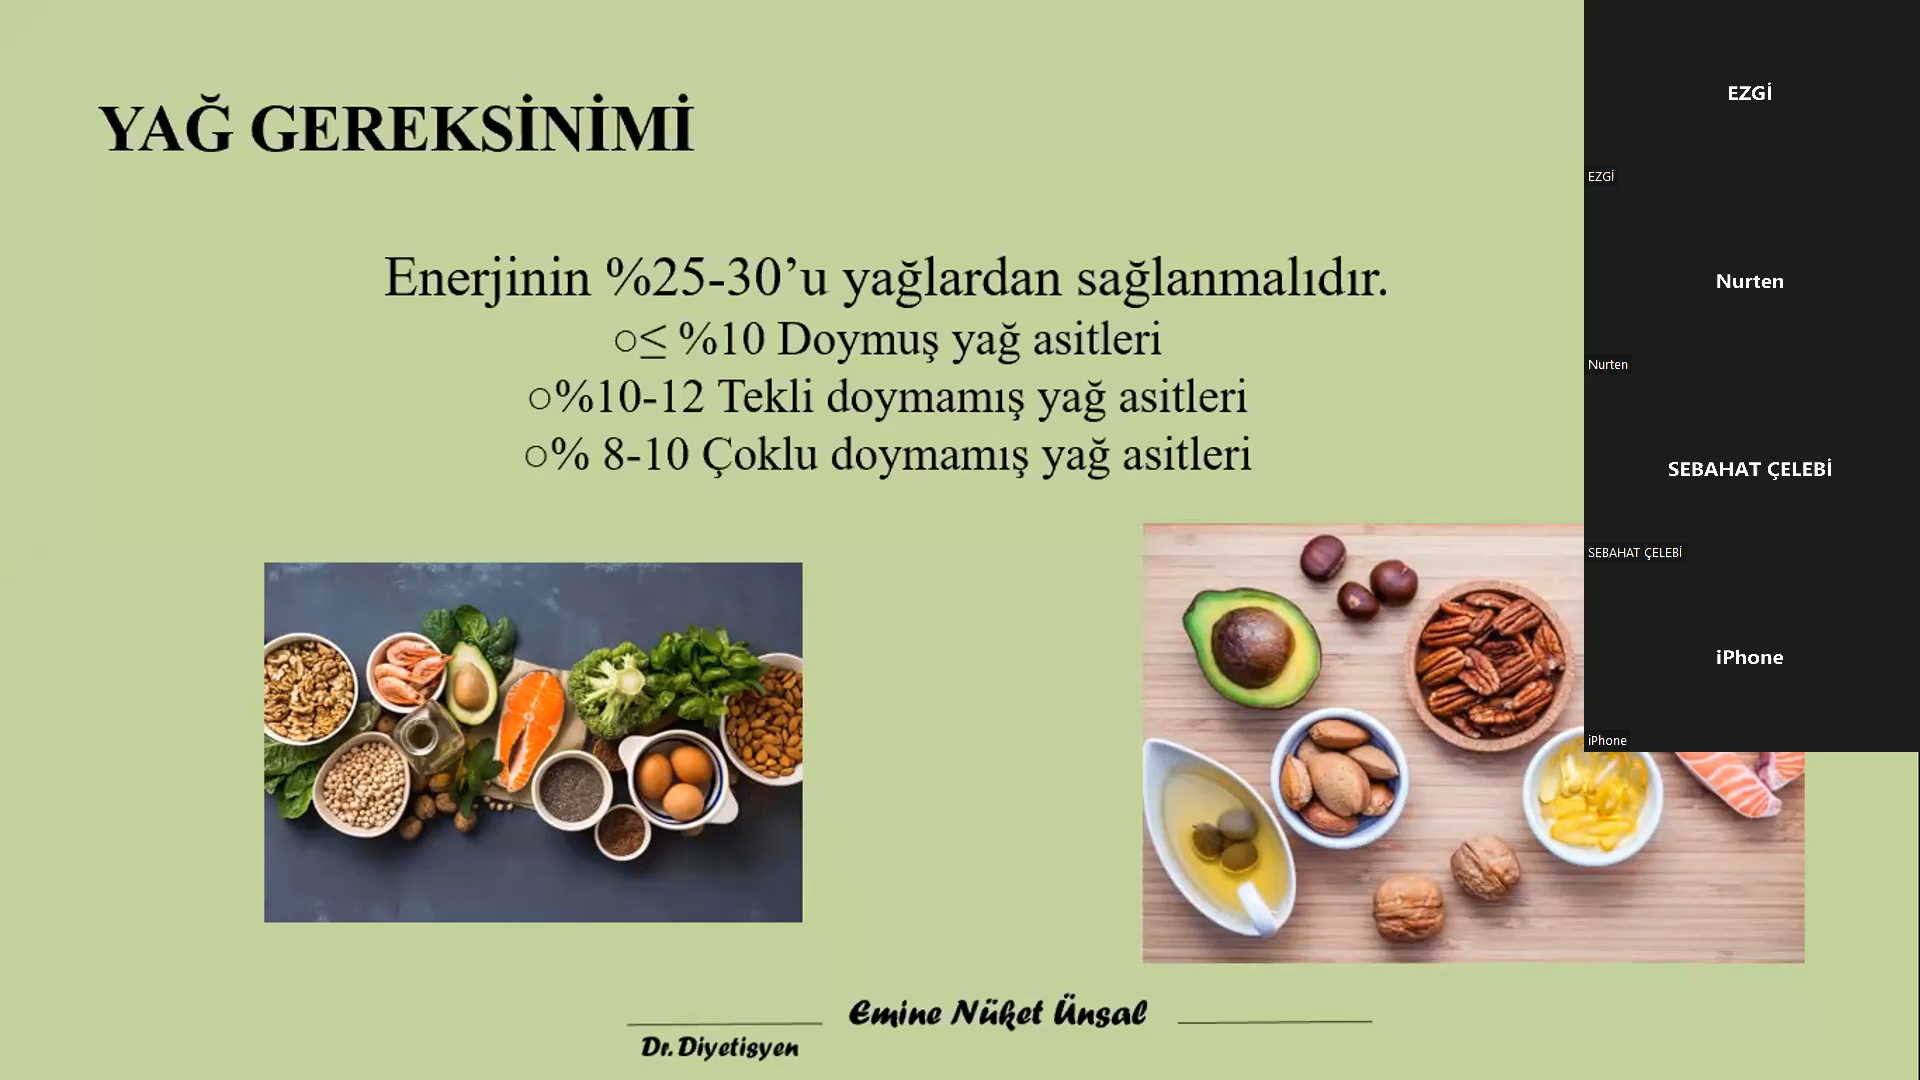 YAĞ GEREKSİNİMİ
Enerjinin %25-30’u yağlardan sağlanmalıdır.
○≤ %10 Doymuş yağ asitleri
○%10-12 Tekli doymamış yağ asitleri
○% 8-10 Çoklu doymamış yağ asitleri
Emine Nüket Ünsal
Dr. Diyetisyen
EZGİ
EZGİ
Nurten
Nurten
SEBAHAT ÇELEBİ
SEBAHAT ÇELEBİ
iPhone
iPhone